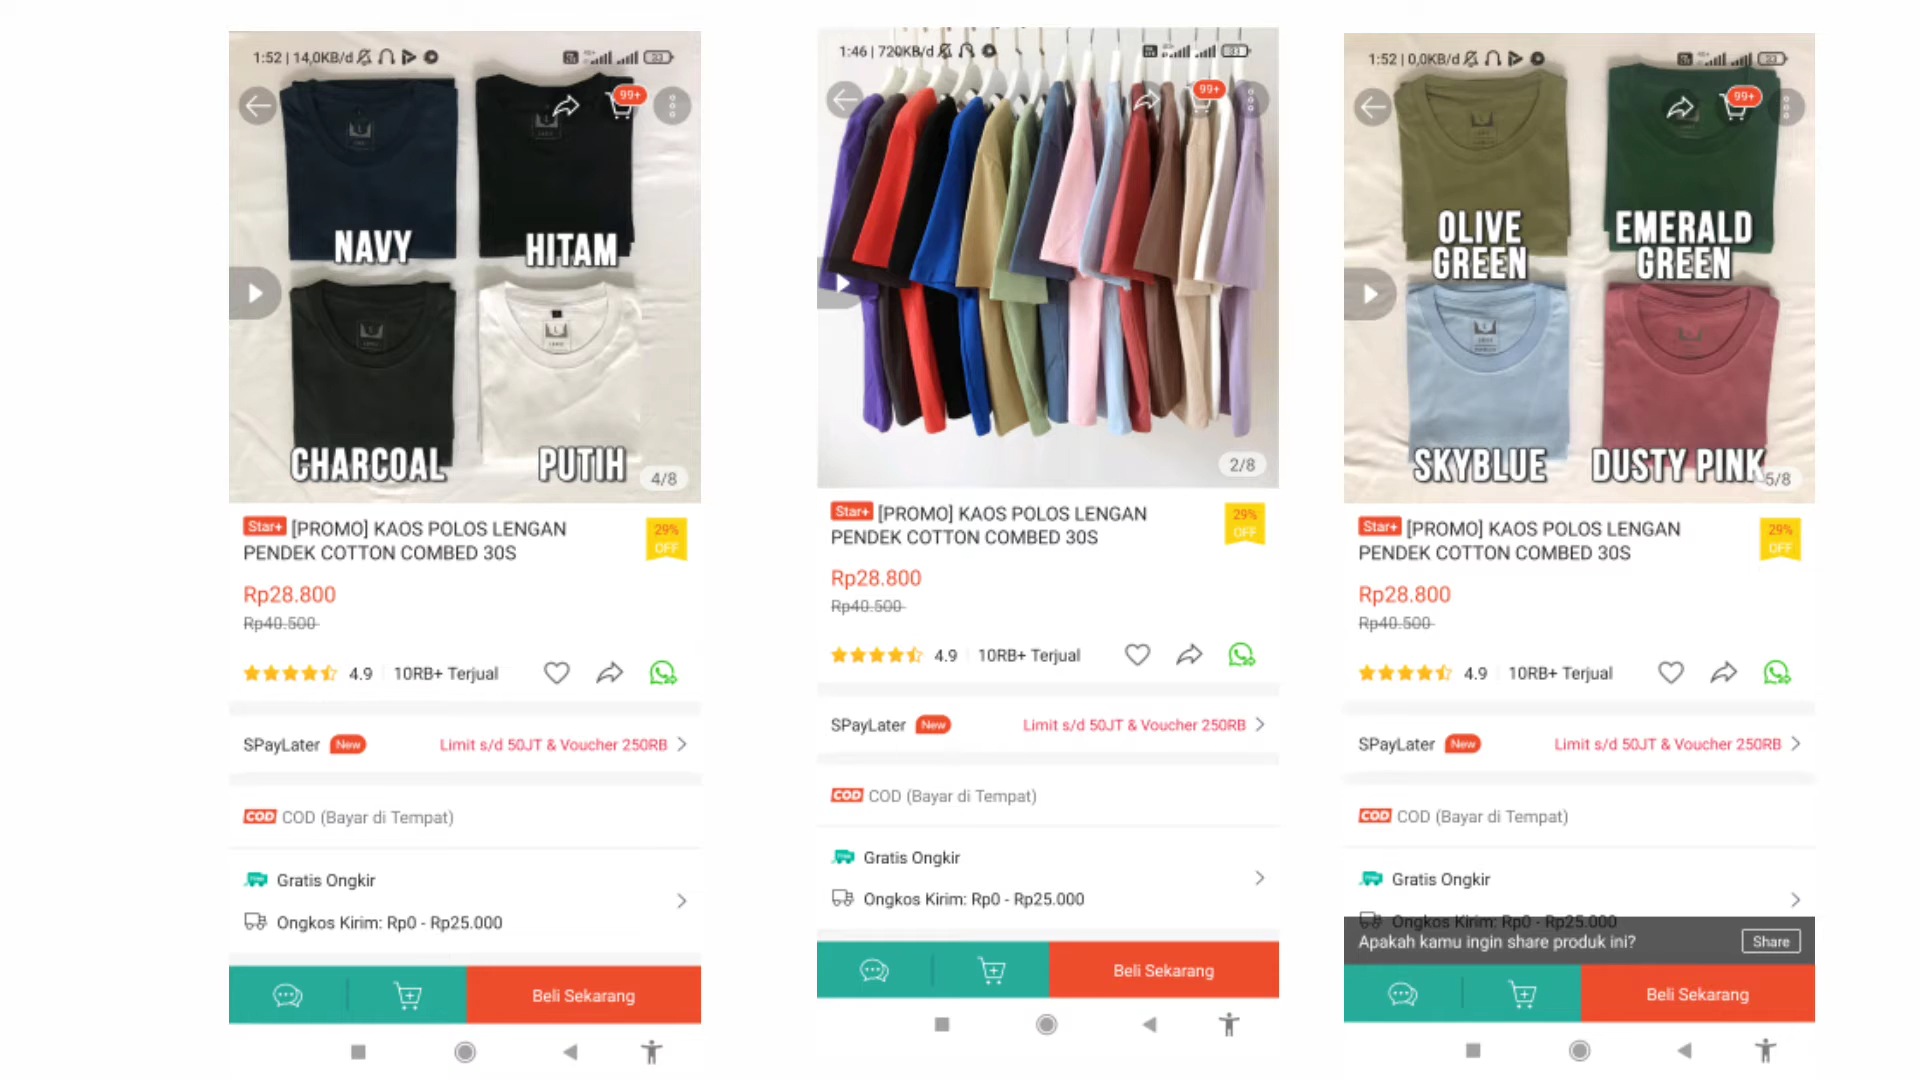 1:52 | 14,0KB/d
33
99+
NAVY
HITAM
CHARCOAL
PUTIH
4/8
Star+ [PROMO] KAOS POLOS LENGAN
PENDEK COTTON COMBED 30S
29%
OFF
Rp28.800
Rp40.500
4.9
10RB+ Terjual
SPayLater New
Limit s/d 50JT & Voucher 250RB
COD COD (Bayar di Tempat)
Gratis Ongkir
Ongkos Kirim: Rp0 - Rp25.000
Beli Sekarang
1:46 | 720KB/d
33
99+
2/8
Star+ [PROMO] KAOS POLOS LENGAN
PENDEK COTTON COMBED 30S
29%
OFF
Rp28.800
Rp40.500
4.9
10RB+ Terjual
SPayLater New
Limit s/d 50JT & Voucher 250RB
COD COD (Bayar di Tempat)
Gratis Ongkir
Ongkos Kirim: Rp0 - Rp25.000
Beli Sekarang
1:52 | 0,0KB/d
33
99+
OLIVE
GREEN
EMERALD
GREEN
SKYBLUE
DUSTY PINK
5/8
Star+ [PROMO] KAOS POLOS LENGAN
PENDEK COTTON COMBED 30S
29%
OFF
Rp28.800
Rp40.500
4.9
10RB+ Terjual
SPayLater New
Limit s/d 50JT & Voucher 250RB
COD COD (Bayar di Tempat)
Gratis Ongkir
Ongkos Kirim: Rp0 - Rp25.000
Apakah kamu ingin share produk ini?
Share
Beli Sekarang